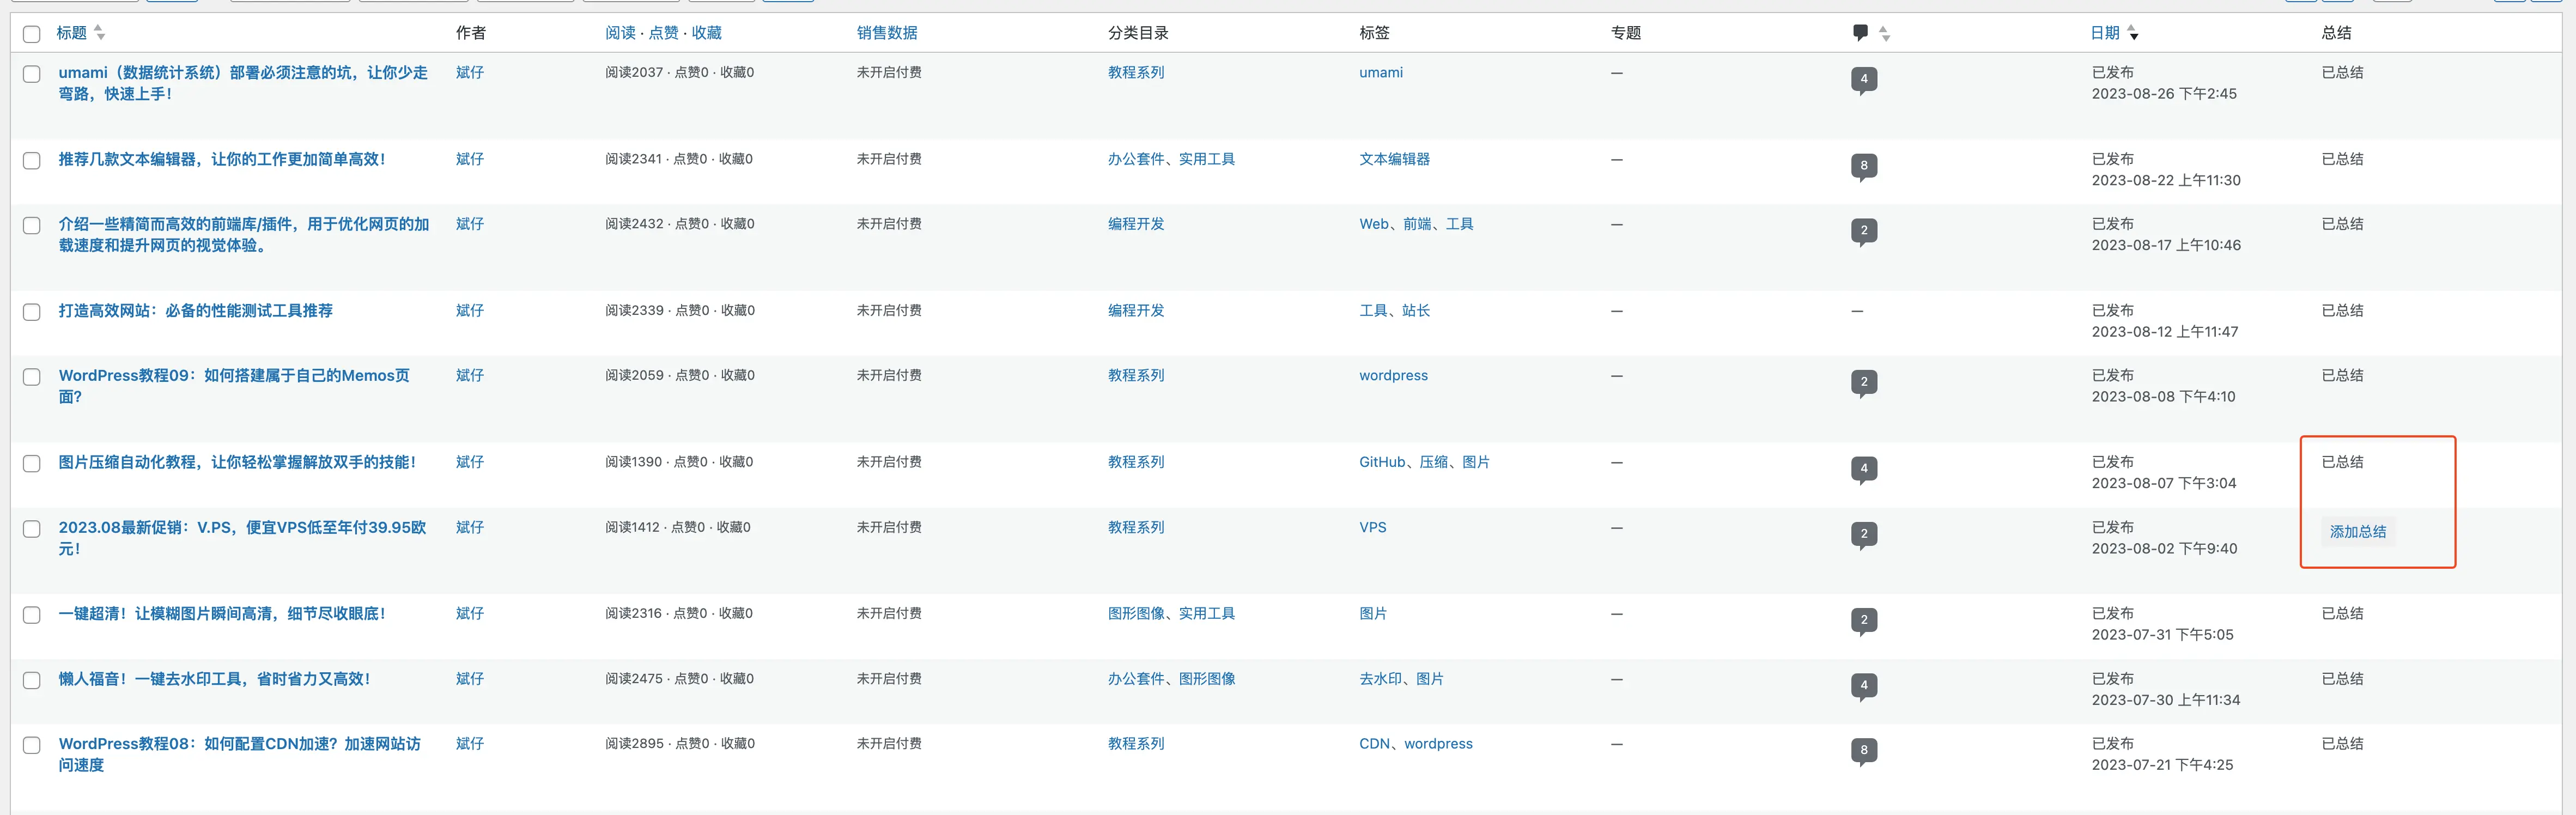 标题 作者 阅读 · 点赞 · 收藏 销售数据 分类目录 标签 专题 日期 总结
umami（数据统计系统）部署必须注意的坑，让你少走 斌仔 阅读2037 · 点赞0 · 收藏0 未开启付费 教程系列 umami — 4 已发布 已总结
弯路，快速上手！ 2023-08-26 下午2:45
推荐几款文本编辑器，让你的工作更加简单高效！ 斌仔 阅读2341 · 点赞0 · 收藏0 未开启付费 办公套件、实用工具 文本编辑器 — 8 已发布 已总结
2023-08-22 上午11:30
介绍一些精简而高效的前端库/插件，用于优化网页的加 斌仔 阅读2432 · 点赞0 · 收藏0 未开启付费 编程开发 Web、前端、工具 — 2 已发布 已总结
载速度和提升网页的视觉体验。 2023-08-17 上午10:46
打造高效网站：必备的性能测试工具推荐 斌仔 阅读2339 · 点赞0 · 收藏0 未开启付费 编程开发 工具、站长 — — 已发布 已总结
2023-08-12 上午11:47
WordPress教程09：如何搭建属于自己的Memos页 斌仔 阅读2059 · 点赞0 · 收藏0 未开启付费 教程系列 wordpress — 2 已发布 已总结
面？ 2023-08-08 下午4:10
图片压缩自动化教程，让你轻松掌握解放双手的技能！ 斌仔 阅读1390 · 点赞0 · 收藏0 未开启付费 教程系列 GitHub、压缩、图片 — 4 已发布 已总结
2023-08-07 下午3:04
2023.08最新促销：V.PS，便宜VPS低至年付39.95欧 斌仔 阅读1412 · 点赞0 · 收藏0 未开启付费 教程系列 VPS — 2 已发布 添加总结
元！ 2023-08-02 下午9:40
一键超清！让模糊图片瞬间高清，细节尽收眼底！ 斌仔 阅读2316 · 点赞0 · 收藏0 未开启付费 图形图像、实用工具 图片 — 2 已发布 已总结
2023-07-31 下午5:05
懒人福音！一键去水印工具，省时省力又高效！ 斌仔 阅读2475 · 点赞0 · 收藏0 未开启付费 办公套件、图形图像 去水印、图片 — 4 已发布 已总结
2023-07-30 上午11:34
WordPress教程08：如何配置CDN加速？加速网站访 斌仔 阅读2895 · 点赞0 · 收藏0 未开启付费 教程系列 CDN、wordpress — 8 已发布 已总结
问速度 2023-07-21 下午4:25